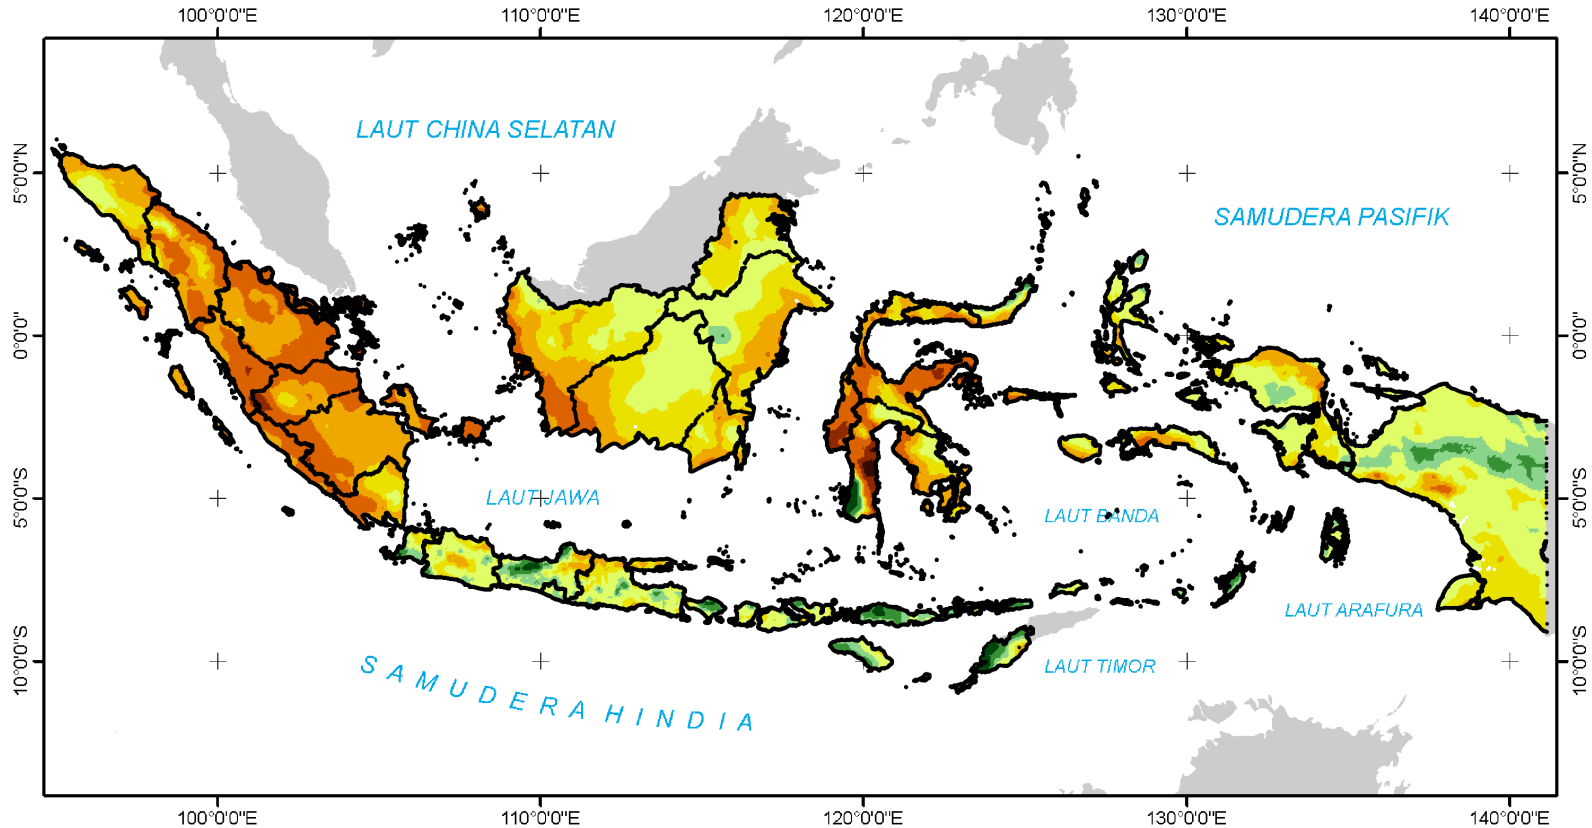 100°0'0"E 110°0'0"E 120°0'0"E 130°0'0"E 140°0'0"E
LAUT CHINA SELATAN
5°0'0"N 5°0'0"N
SAMUDERA PASIFIK
0°0'0" 0°0'0"
5°0'0"S 5°0'0"S
LAUT JAWA
LAUT BANDA
LAUT ARAFURA
10°0'0"S 10°0'0"S
LAUT TIMOR
SAMUDERA HINDIA
100°0'0"E 110°0'0"E 120°0'0"E 130°0'0"E 140°0'0"E